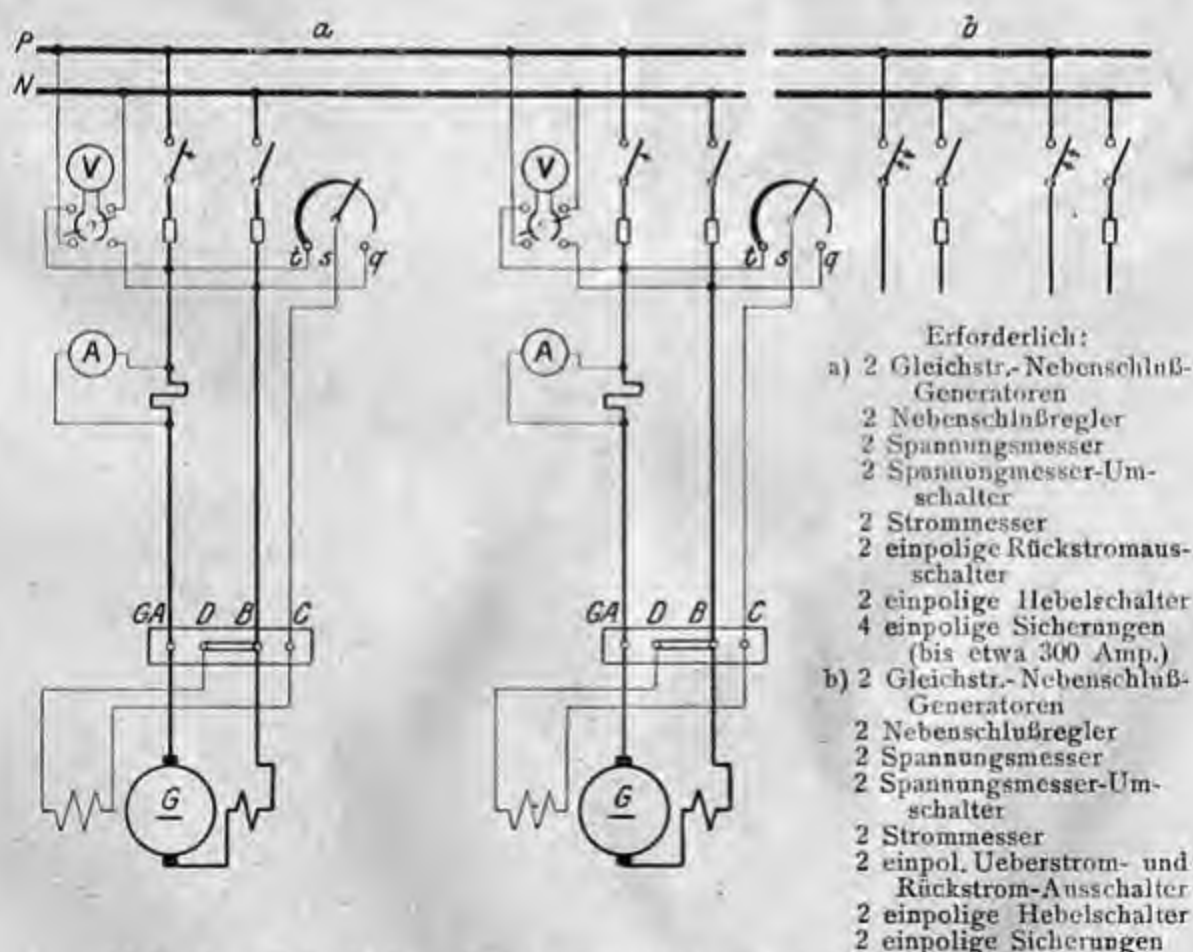 a
b
P
N
V
V
t s q
t s q
A
A
GA D B C
GA D B C
G
G
Erforderlich:
a) 2 Gleichstr.-Nebenschluß-
Generatoren
2 Nebenschlußregler
2 Spannungsmesser
2 Spannungmesser-Um-
schalter
2 Strommesser
2 einpolige Rückstromaus-
schalter
2 einpolige Hebelschalter
4 einpolige Sicherungen
(bis etwa 300 Amp.)
b) 2 Gleichstr.-Nebenschluß-
Generatoren
2 Nebenschlußregler
2 Spannungsmesser
2 Spannungsmesser-Um-
schalter
2 Strommesser
2 einpol. Ueberstrom- und
Rückstrom-Ausschalter
2 einpolige Hebelschalter
2 einpolige Sicherungen